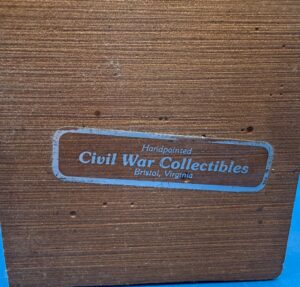 Handpainted
Civil War Collectibles
Bristol, Virginia